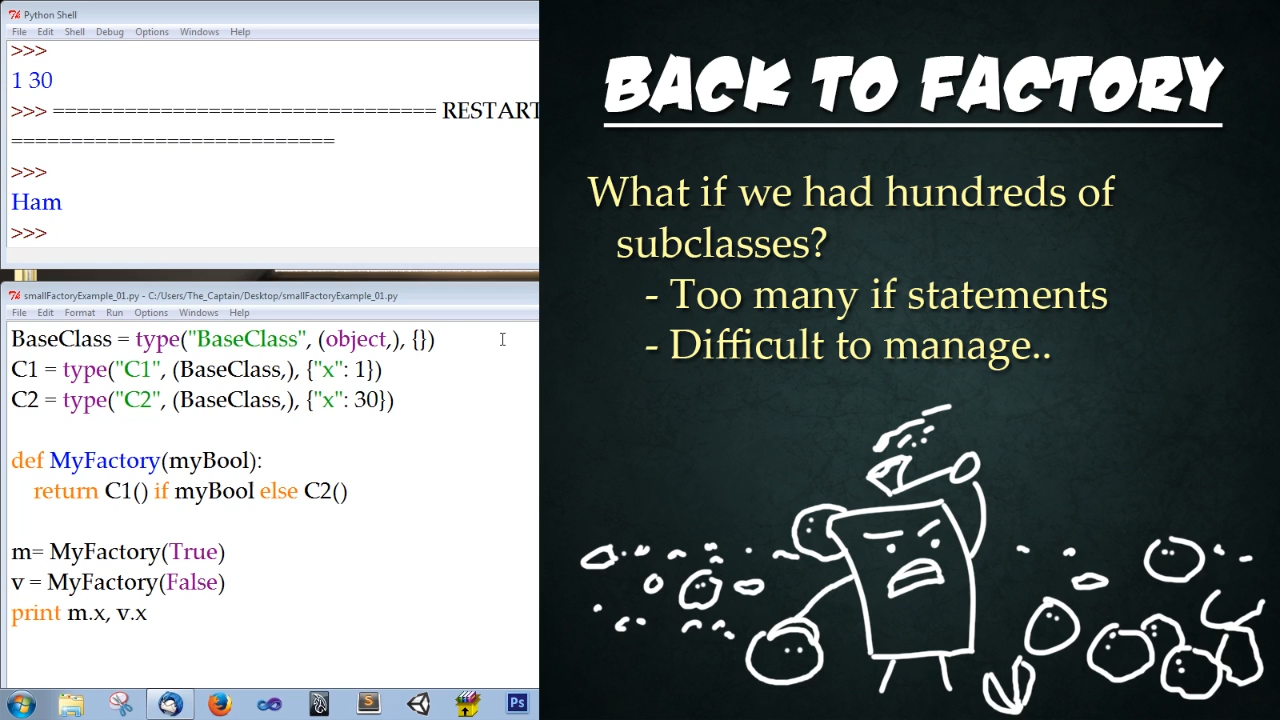 Python Shell
File Edit Shell Debug Options Windows Help
>>>
1 30
>>> ================================ RESTART
===========================
>>>
Ham
>>>
smallFactoryExample_01.py - C:/Users/The_Captain/Desktop/smallFactoryExample_01.py
File Edit Format Run Options Windows Help
BaseClass = type("BaseClass", (object,), {})
C1 = type("C1", (BaseClass,), {"x": 1})
C2 = type("C2", (BaseClass,), {"x": 30})
def MyFactory(myBool):
return C1() if myBool else C2()
m= MyFactory(True)
v = MyFactory(False)
print m.x, v.x
Ps
BACK TO FACTORY
What if we had hundreds of
subclasses?
- Too many if statements
- Difficult to manage..